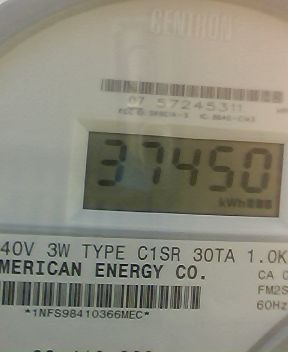 CENTRON
07 57245311
37450
kWh
40V 3W TYPE C1SR 30TA 1.0K
MERICAN ENERGY CO.
CA 0
FM2S
60Hz
*1NFS98410366MEC*